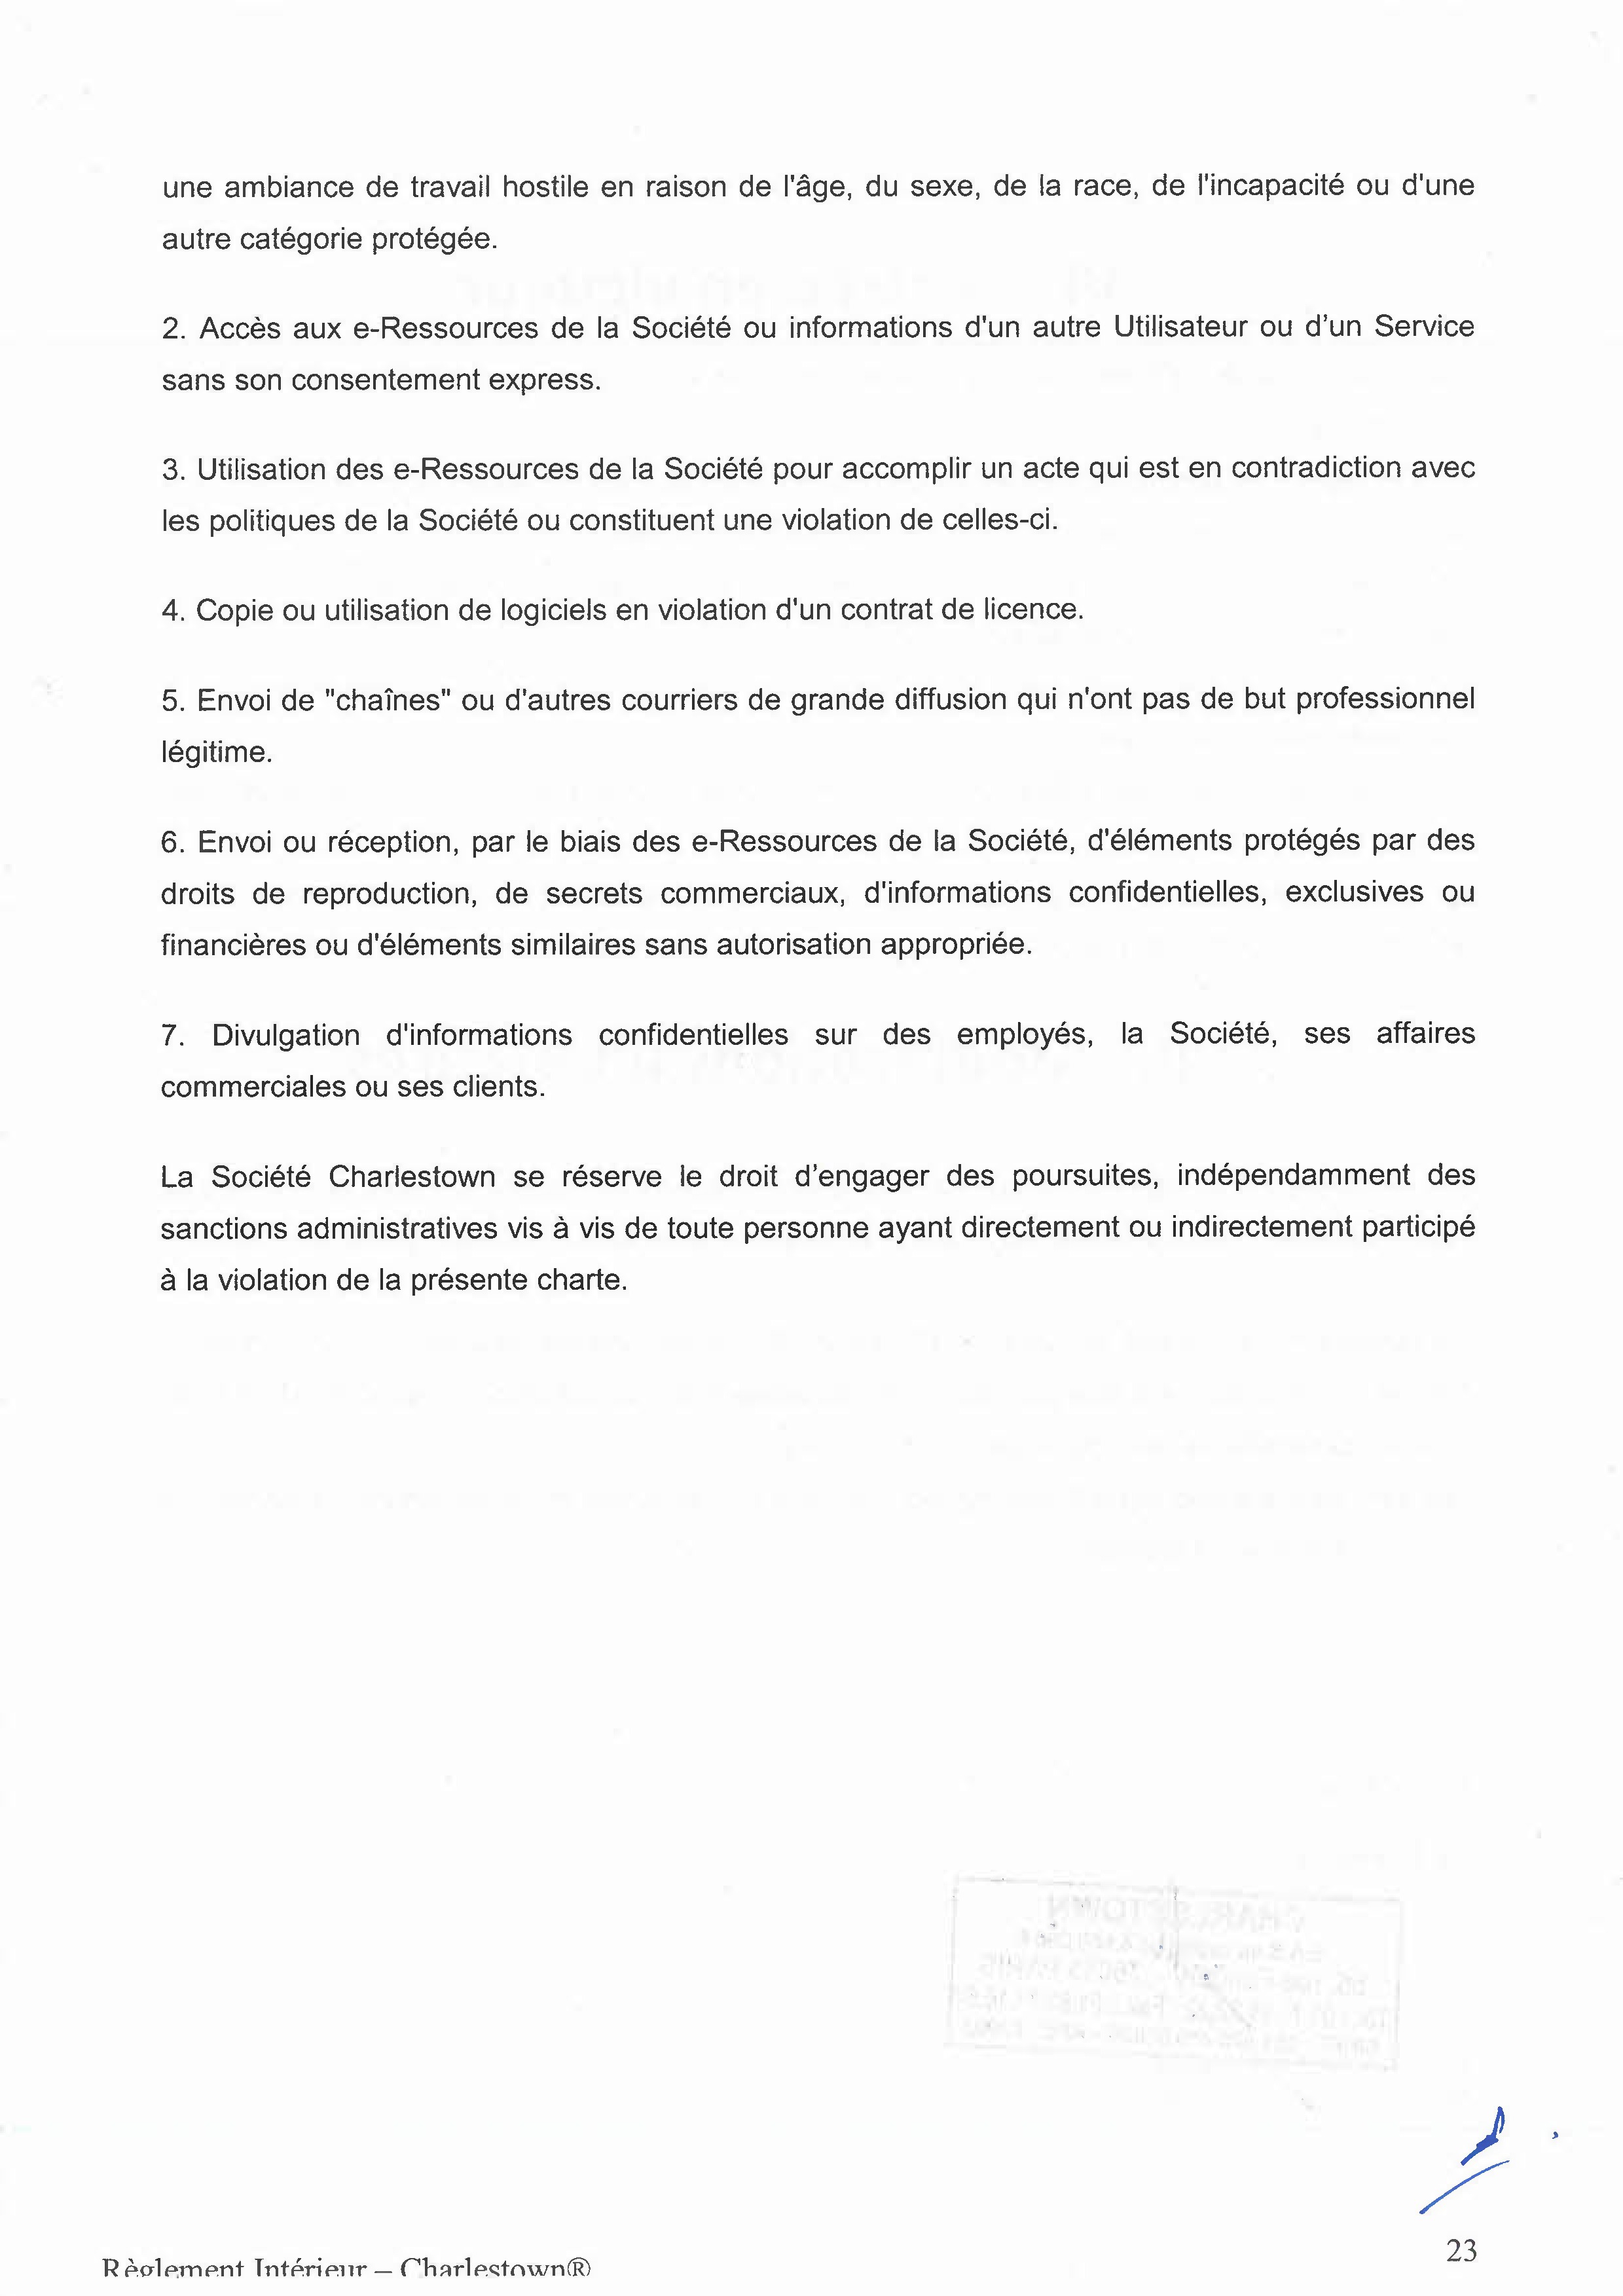 une ambiance de travail hostile en raison de l'âge, du sexe, de la race, de l'incapacité ou d'une
autre catégorie protégée.
2. Accès aux e-Ressources de la Société ou informations d'un autre Utilisateur ou d’un Service
sans son consentement express.
3. Utilisation des e-Ressources de la Société pour accomplir un acte qui est en contradiction avec
les politiques de la Société ou constituent une violation de celles-ci.
4. Copie ou utilisation de logiciels en violation d'un contrat de licence.
5. Envoi de "chaînes" ou d'autres courriers de grande diffusion qui n'ont pas de but professionnel
légitime.
6. Envoi ou réception, par le biais des e-Ressources de la Société, d'éléments protégés par des
droits de reproduction, de secrets commerciaux, d'informations confidentielles, exclusives ou
financières ou d'éléments similaires sans autorisation appropriée.
7. Divulgation d'informations confidentielles sur des employés, la Société, ses affaires
commerciales ou ses clients.
La Société Charlestown se réserve le droit d’engager des poursuites, indépendamment des
sanctions administratives vis à vis de toute personne ayant directement ou indirectement participé
à la violation de la présente charte.
23
Règlement Intérieur – Charlestown®